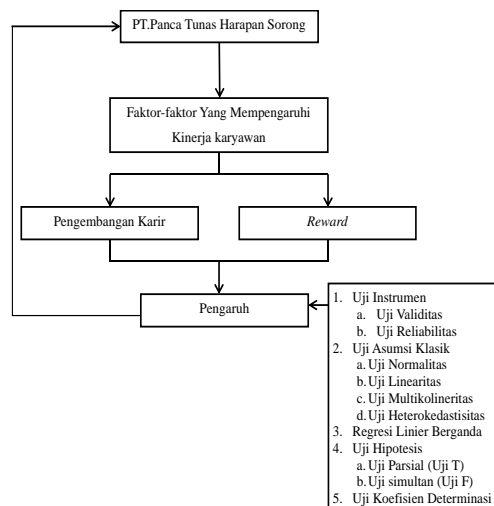 PT.Panca Tunas Harapan Sorong
Faktor-faktor Yang Mempengaruhi
Kinerja karyawan
Pengembangan Karir
Reward
Pengaruh
1. Uji Instrumen
a. Uji Validitas
b. Uji Reliabilitas
2. Uji Asumsi Klasik
a. Uji Normalitas
b. Uji Linearitas
c. Uji Multikolineritas
d. Uji Heterokedastisitas
3. Regresi Linier Berganda
4. Uji Hipotesis
a. Uji Parsial (Uji T)
b. Uji simultan (Uji F)
5. Uji Koefisien Determinasi